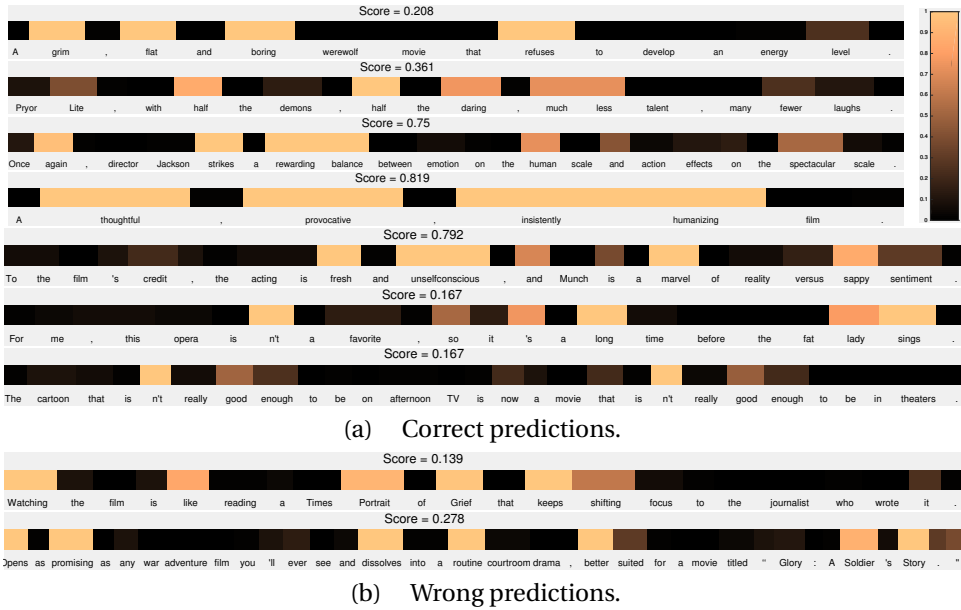 Score = 0.208
A grim , flat and boring werewolf movie that refuses to develop an energy level .
Score = 0.361
Pryor Lite , with half the demons , half the daring , much less talent , many fewer laughs .
Score = 0.75
Once again , director Jackson strikes a rewarding balance between emotion on the human scale and action effects on the spectacular scale .
Score = 0.819
A thoughtful , provocative , insistently humanizing film .
1
0.9
0.8
0.7
0.6
0.5
0.4
0.3
0.2
0.1
0
Score = 0.792
To the film 's credit , the acting is fresh and unselfconscious , and Munch is a marvel of reality versus sappy sentiment .
Score = 0.167
For me , this opera is n't a favorite , so it 's a long time before the fat lady sings .
Score = 0.167
The cartoon that is n't really good enough to be on afternoon TV is now a movie that is n't really good enough to be in theaters .
(a) Correct predictions.
Score = 0.139
Watching the film is like reading a Times Portrait of Grief that keeps shifting focus to the journalist who wrote it .
Score = 0.278
Opens as promising as any war adventure film you 'll ever see and dissolves into a routine courtroom drama , better suited for a movie titled " Glory : A Soldier 's Story . "
(b) Wrong predictions.